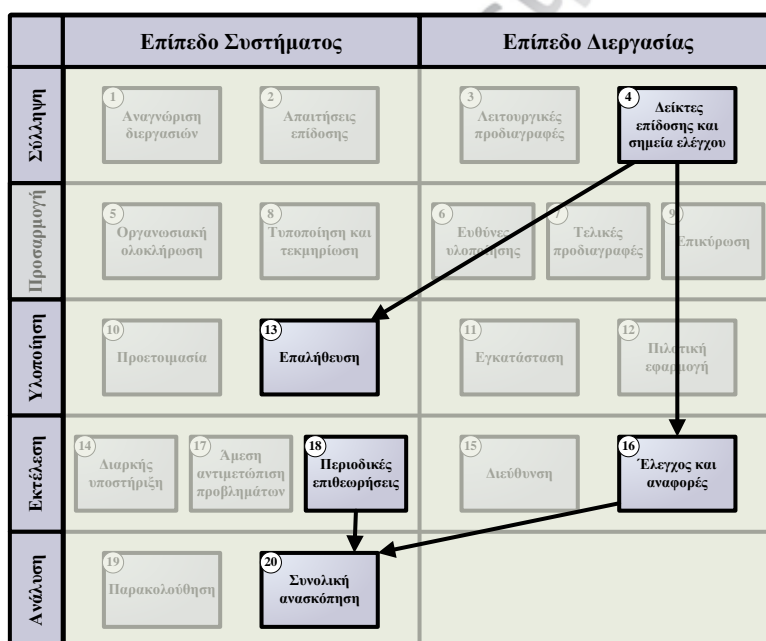 Επίπεδο Συστήματος
Επίπεδο Διεργασίας
Σύλληψη
1
Αναγνώριση
διεργασιών
2
Απαιτήσεις
επίδοσης
3
Λειτουργικές
προδιαγραφές
4
Δείκτες
επίδοσης και
σημεία ελέγχου
Προσαρμογή
5
Οργανωσιακή
ολοκλήρωση
8
Τυποποίηση και
τεκμηρίωση
6
Ευθύνες
υλοποίησης
7
Τελικές
προδιαγραφές
9
Επικύρωση
Υλοποίηση
10
Προετοιμασία
13
Επαλήθευση
11
Εγκατάσταση
12
Πιλοτική
εφαρμογή
Εκτέλεση
14
Διαρκής
υποστήριξη
17
Άμεση
αντιμετώπιση
προβλημάτων
18
Περιοδικές
επιθεωρήσεις
15
Διεύθυνση
16
Έλεγχος και
αναφορές
Ανάλυση
19
Παρακολούθηση
20
Συνολική
ανασκόπηση